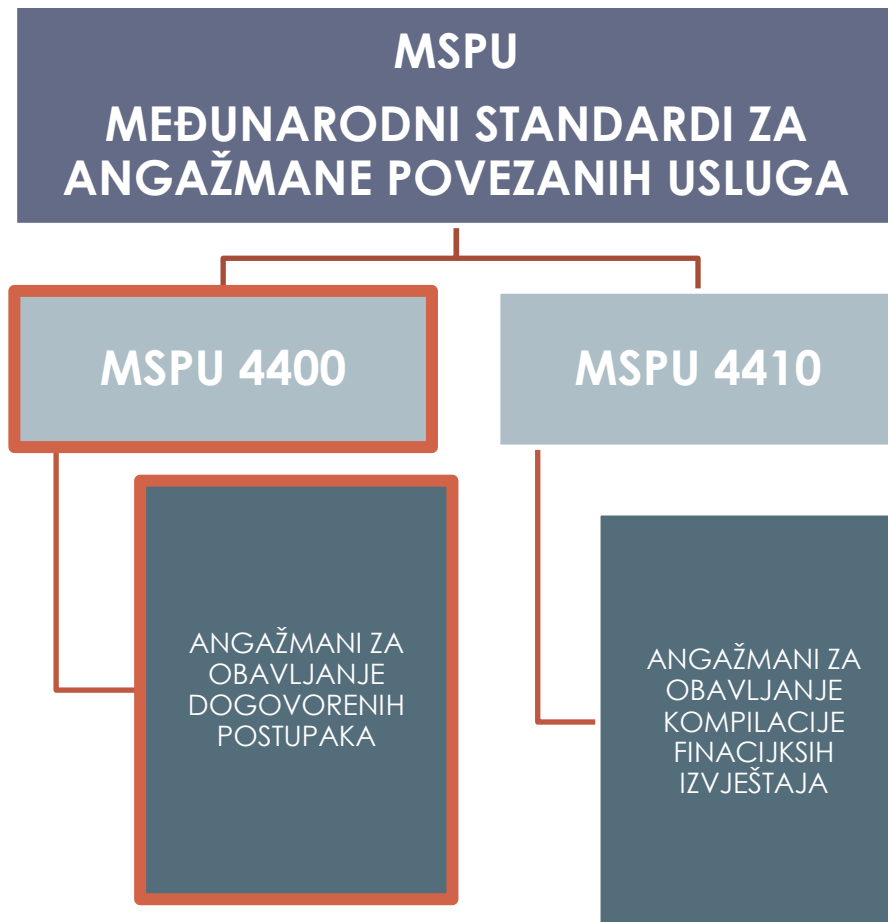 MSPU
MEĐUNARODNI STANDARDI ZA
ANGAŽMANE POVEZANIH USLUGA
MSPU 4400
MSPU 4410
ANGAŽMANI ZA
OBAVLJANJE
DOGOVORENIH
POSTUPAKA
ANGAŽMANI ZA
OBAVLJANJE
KOMPILACIJE
FINACIJKSIH
IZVJEŠTAJA